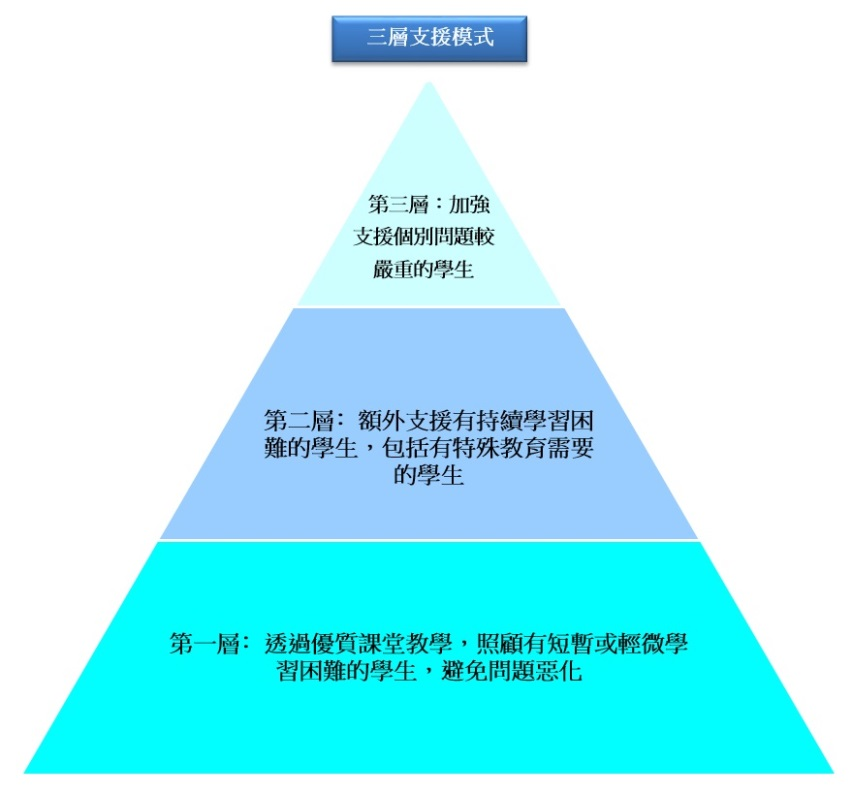 三層支援模式
第三層：加強
支援個別問題較
嚴重的學生
第二層：額外支援有持續學習困
難的學生，包括有特殊教育需要
的學生
第一層：透過優質課堂教學，照顧有短暫或輕微學
習困難的學生，避免問題惡化